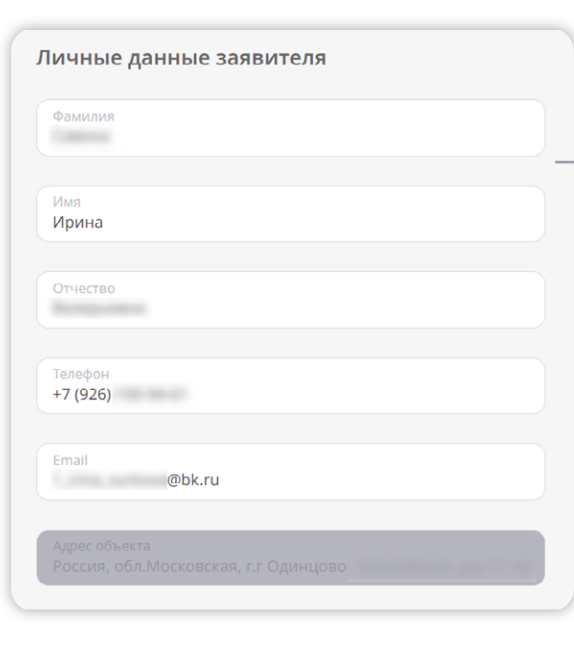 Личные данные заявителя
Фамилия
Имя
Ирина
Отчество
Телефон
+7 (926)
Email
@bk.ru
Адрес объекта
Россия, обл.Московская, г.г Одинцово